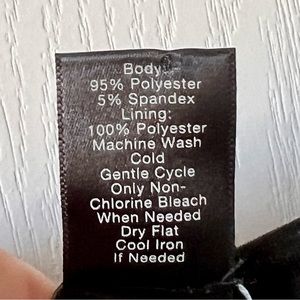 Body:
95% Polyester
5% Spandex
Lining:
100% Polyester
Machine Wash
Cold
Gentle Cycle
Only Non-
Chlorine Bleach
When Needed
Dry Flat
Cool Iron
If Needed